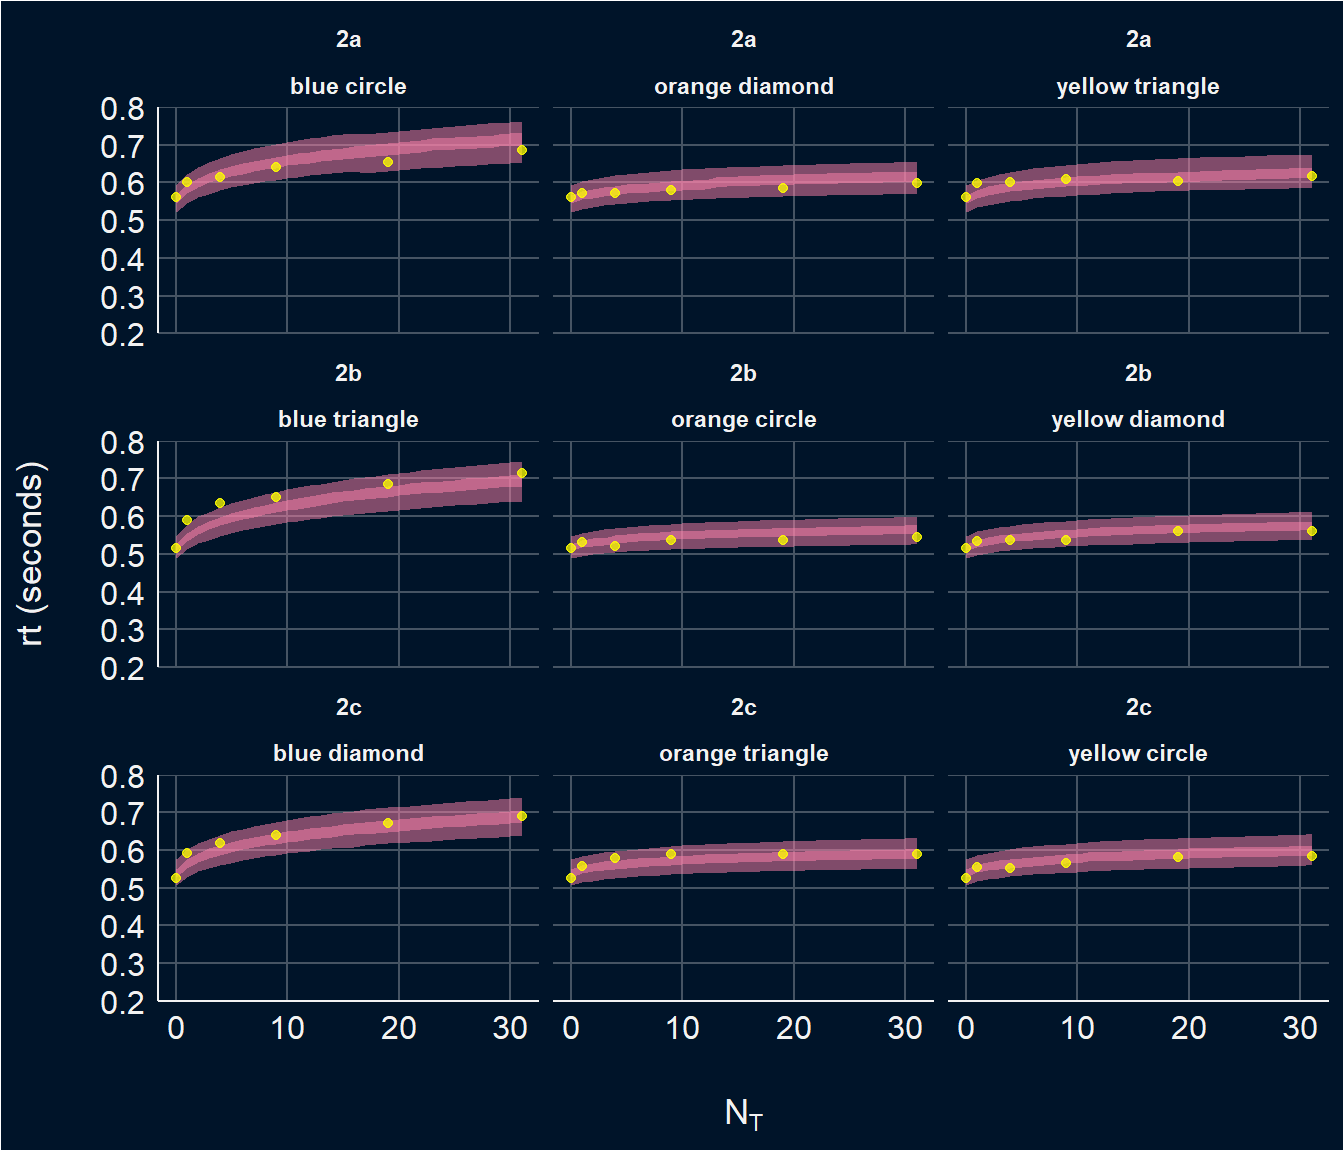 2a 2a 2a
blue circle orange diamond yellow triangle
0.8
0.7
0.6
0.5
0.4
0.3
0.2
2b 2b 2b
blue triangle orange circle yellow diamond
0.8
0.7
0.6
0.5
0.4
0.3
0.2
rt (seconds)
2c 2c 2c
blue diamond orange triangle yellow circle
0.8
0.7
0.6
0.5
0.4
0.3
0.2
0 10 20 30 0 10 20 30 0 10 20 30
N_T